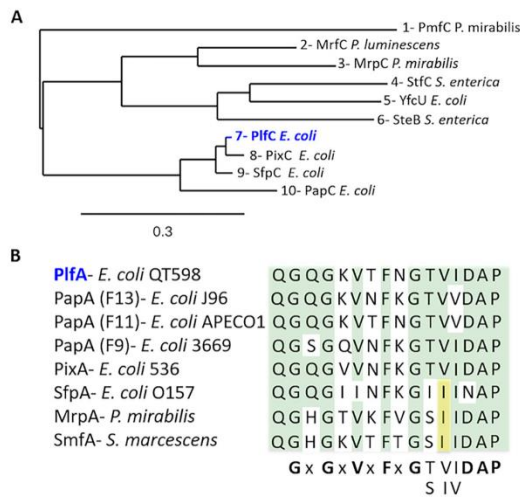 A
1- PmfC P. mirabilis
2- MrfC P. luminescens
3- MrpC P. mirabilis
4- StfC S. enterica
5- YfcU E. coli
6- SteB S. enterica
7- PlfC E. coli
8- PixC E. coli
9- SfpC E. coli
10- PapC E. coli
0.3
B
PlfA- E. coli QT598 QGQGKVTFNGTVIDAP
PapA (F13)- E. coli J96 QGQGKVNFKGTVVDAP
PapA (F11)- E. coli APECO1 QGQGKVTFNGTVVDAP
PapA (F9)- E. coli 3669 QGSGQVNFKGTVIDAP
PixA- E. coli 536 QGQGVVNFKGTVIDAP
SfpA- E. coli O157 QGQGIINFKGIIINAP
MrpA- P. mirabilis QGHGTVKFVGSIIDAP
SmfA- S. marcescens QGHGKVTFTGSIIDAP
GxGxVxFxGTVIDAP
S IV